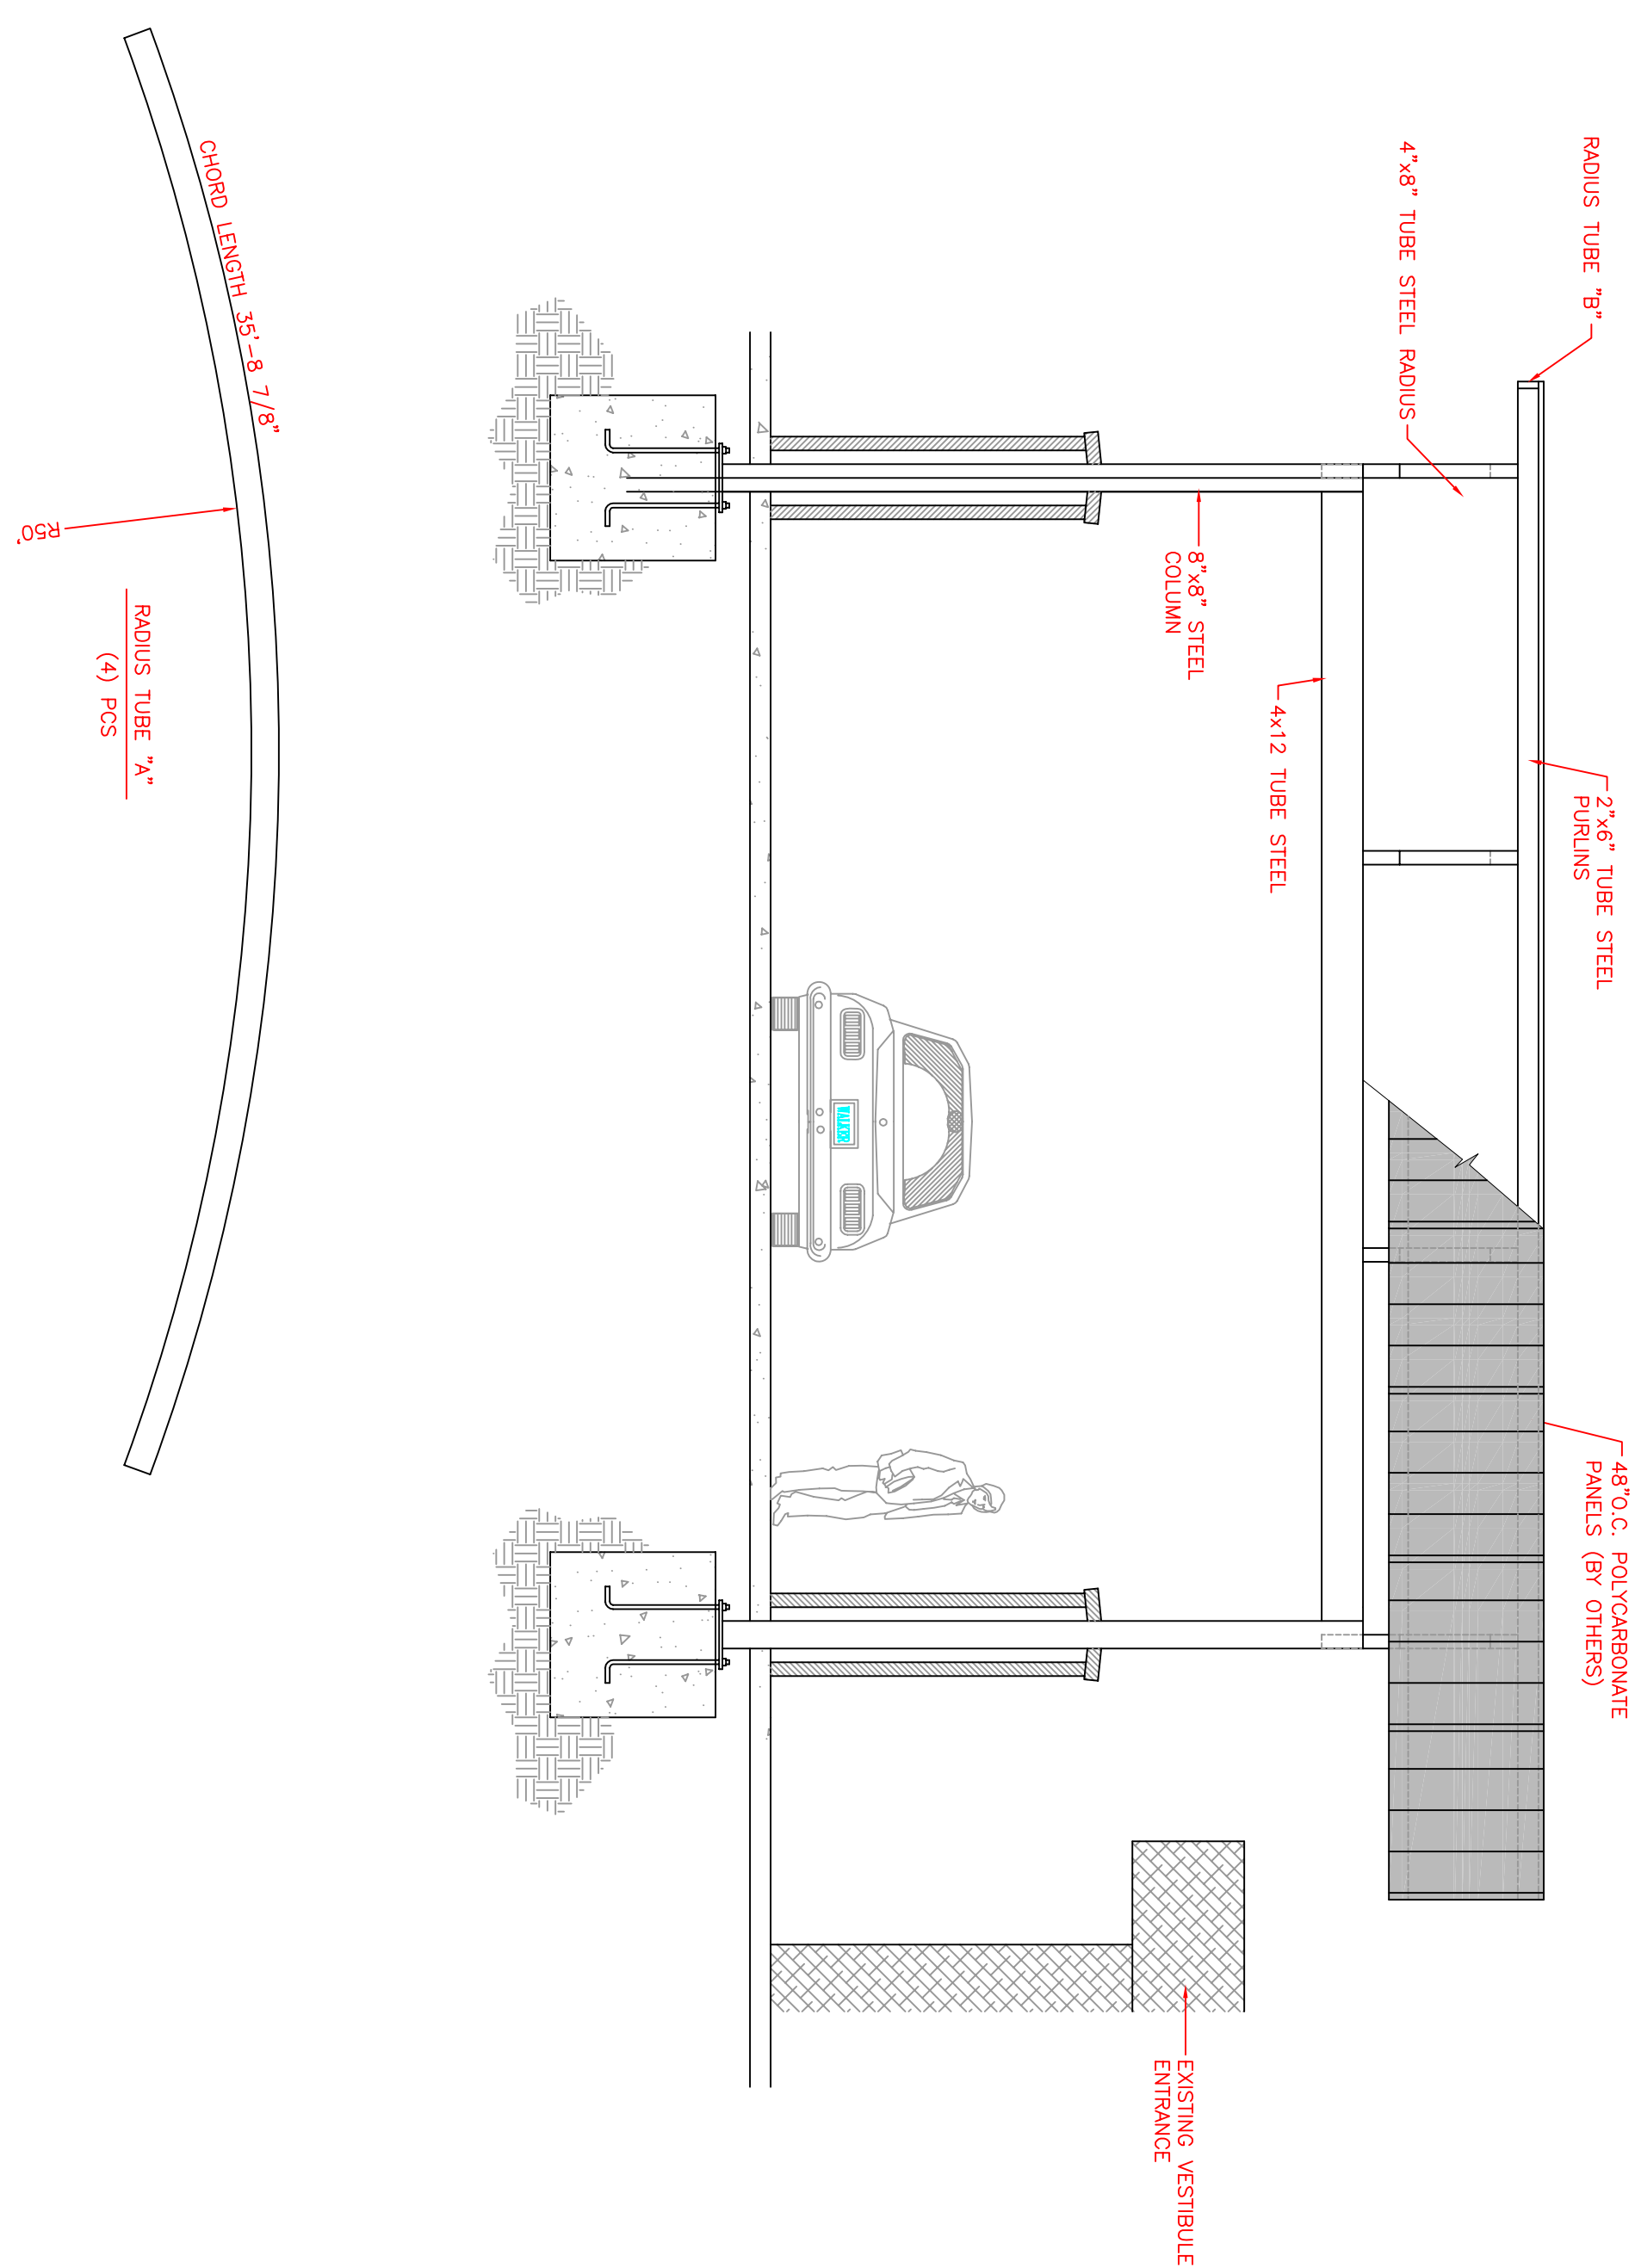 RADIUS TUBE "B"
4"x8" TUBE STEEL RADIUS
2"x6" TUBE STEEL
PURLINS
48"O.C. POLYCARBONATE
PANELS (BY OTHERS)
8"x8" STEEL
COLUMN
4x12 TUBE STEEL
WALKER
EXISTING VESTIBULE
ENTRANCE
CHORD LENGTH 35'-8 7/8"
R50'
RADIUS TUBE "A"
(4) PCS